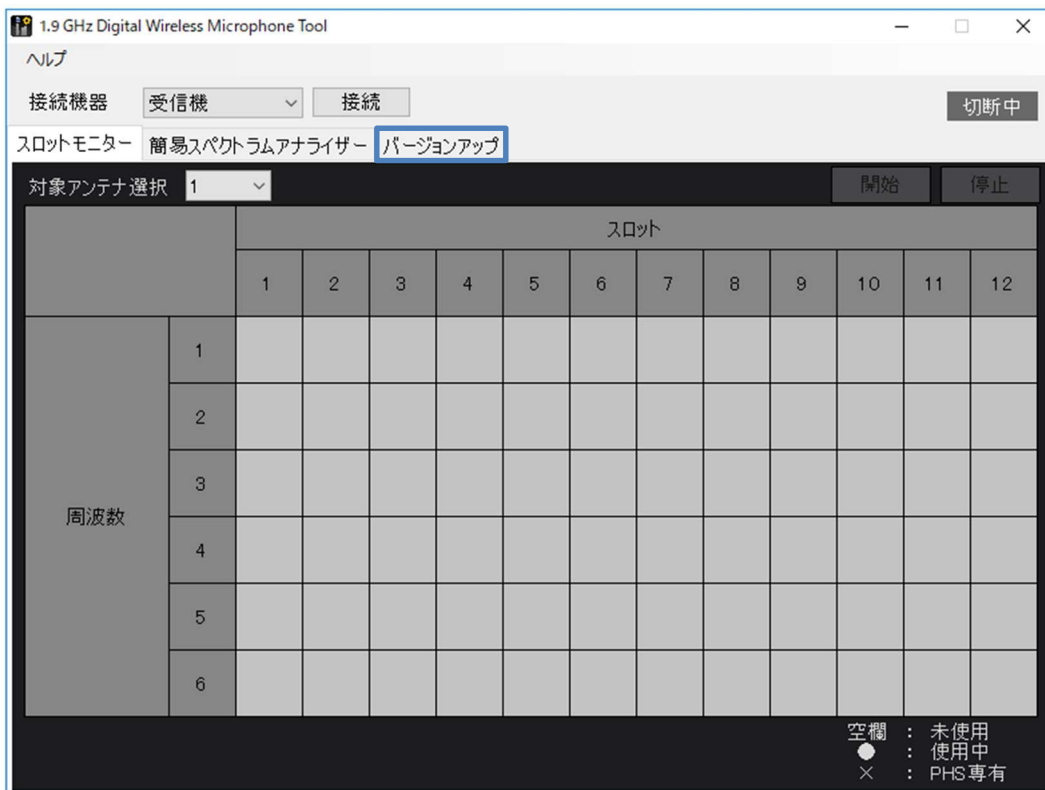 1.9 GHz Digital Wireless Microphone Tool
ヘルプ
接続機器 受信機 接続 切断中
スロットモニター 簡易スペクトラムアナライザー バージョンアップ
対象アンテナ選択 1 開始 停止
スロット
1 2 3 4 5 6 7 8 9 10 11 12
1
2
3
周波数
4
5
6
空欄 : 未使用
● : 使用中
× : PHS専有